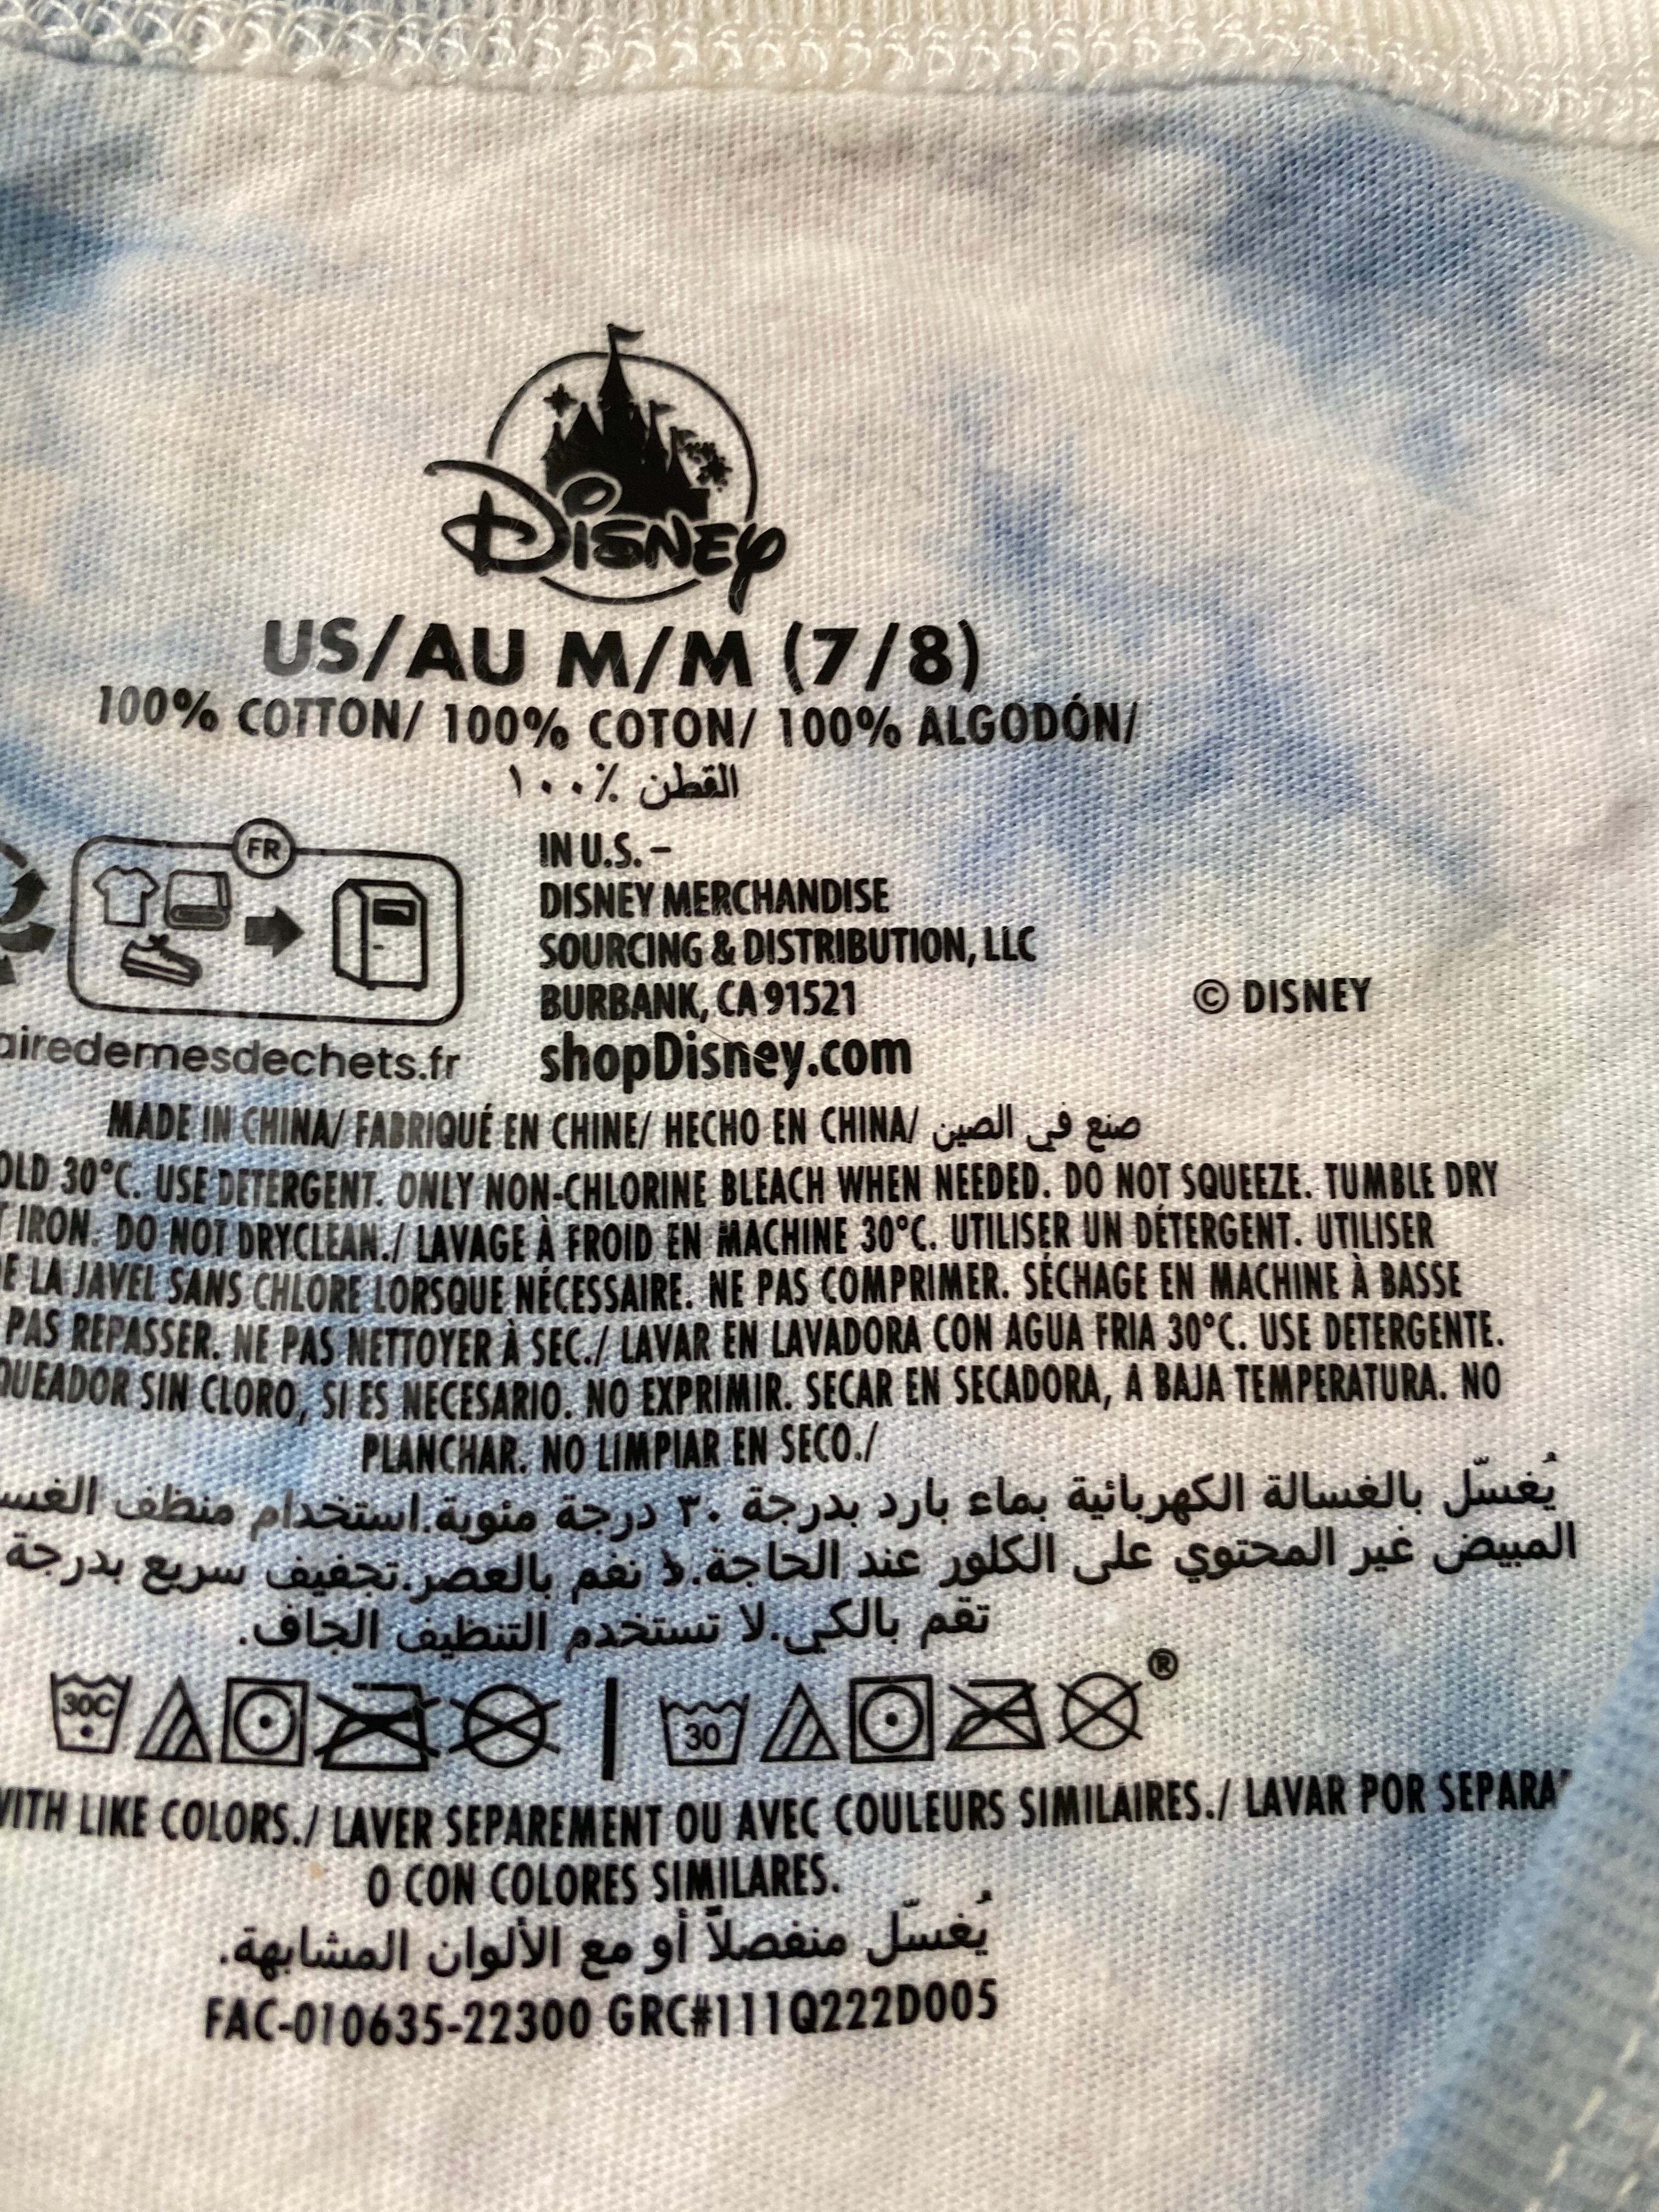 DISNEY
US/AU M/M (7/8)
100% COTTON/ 100% COTON/ 100% ALGODÓN/
القطن ٪١٠٠
FR
IN U.S. –
DISNEY MERCHANDISE
SOURCING & DISTRIBUTION, LLC
BURBANK, CA 91521
© DISNEY
airedemesdechets.fr
shopDisney.com
MADE IN CHINA/ FABRIQUÉ EN CHINE/ HECHO EN CHINA/ صنع في الصين
OLD 30°C. USE DETERGENT. ONLY NON-CHLORINE BLEACH WHEN NEEDED. DO NOT SQUEEZE. TUMBLE DRY
T IRON. DO NOT DRYCLEAN./ LAVAGE À FROID EN MACHINE 30°C. UTILISER UN DÉTERGENT. UTILISER
E LA JAVEL SANS CHLORE LORSQUE NÉCESSAIRE. NE PAS COMPRIMER. SÉCHAGE EN MACHINE À BASSE
PAS REPASSER. NE PAS NETTOYER À SEC./ LAVAR EN LAVADORA CON AGUA FRIA 30°C. USE DETERGENTE.
QUEADOR SIN CLORO, SI ES NECESARIO. NO EXPRIMIR. SECAR EN SECADORA, A BAJA TEMPERATURA. NO
PLANCHAR. NO LIMPIAR EN SECO./
يُغسّل بالغسالة الكهربائية بماء بارد بدرجة ٣٠ درجة مئوية.استخدام منظف الغس
المبيض غير المحتوي على الكلور عند الحاجة.لا نقم بالعصر.تجفيف سريع بدرجة
تقم بالكي.لا تستخدم التنظيف الجاف.
30C 30 ®
WITH LIKE COLORS./ LAVER SEPAREMENT OU AVEC COULEURS SIMILAIRES./ LAVAR POR SEPARA
O CON COLORES SIMILARES.
يُغسّل منفصلاً أو مع الألوان المشابهة.
FAC-010635-22300 GRC#111Q222D005